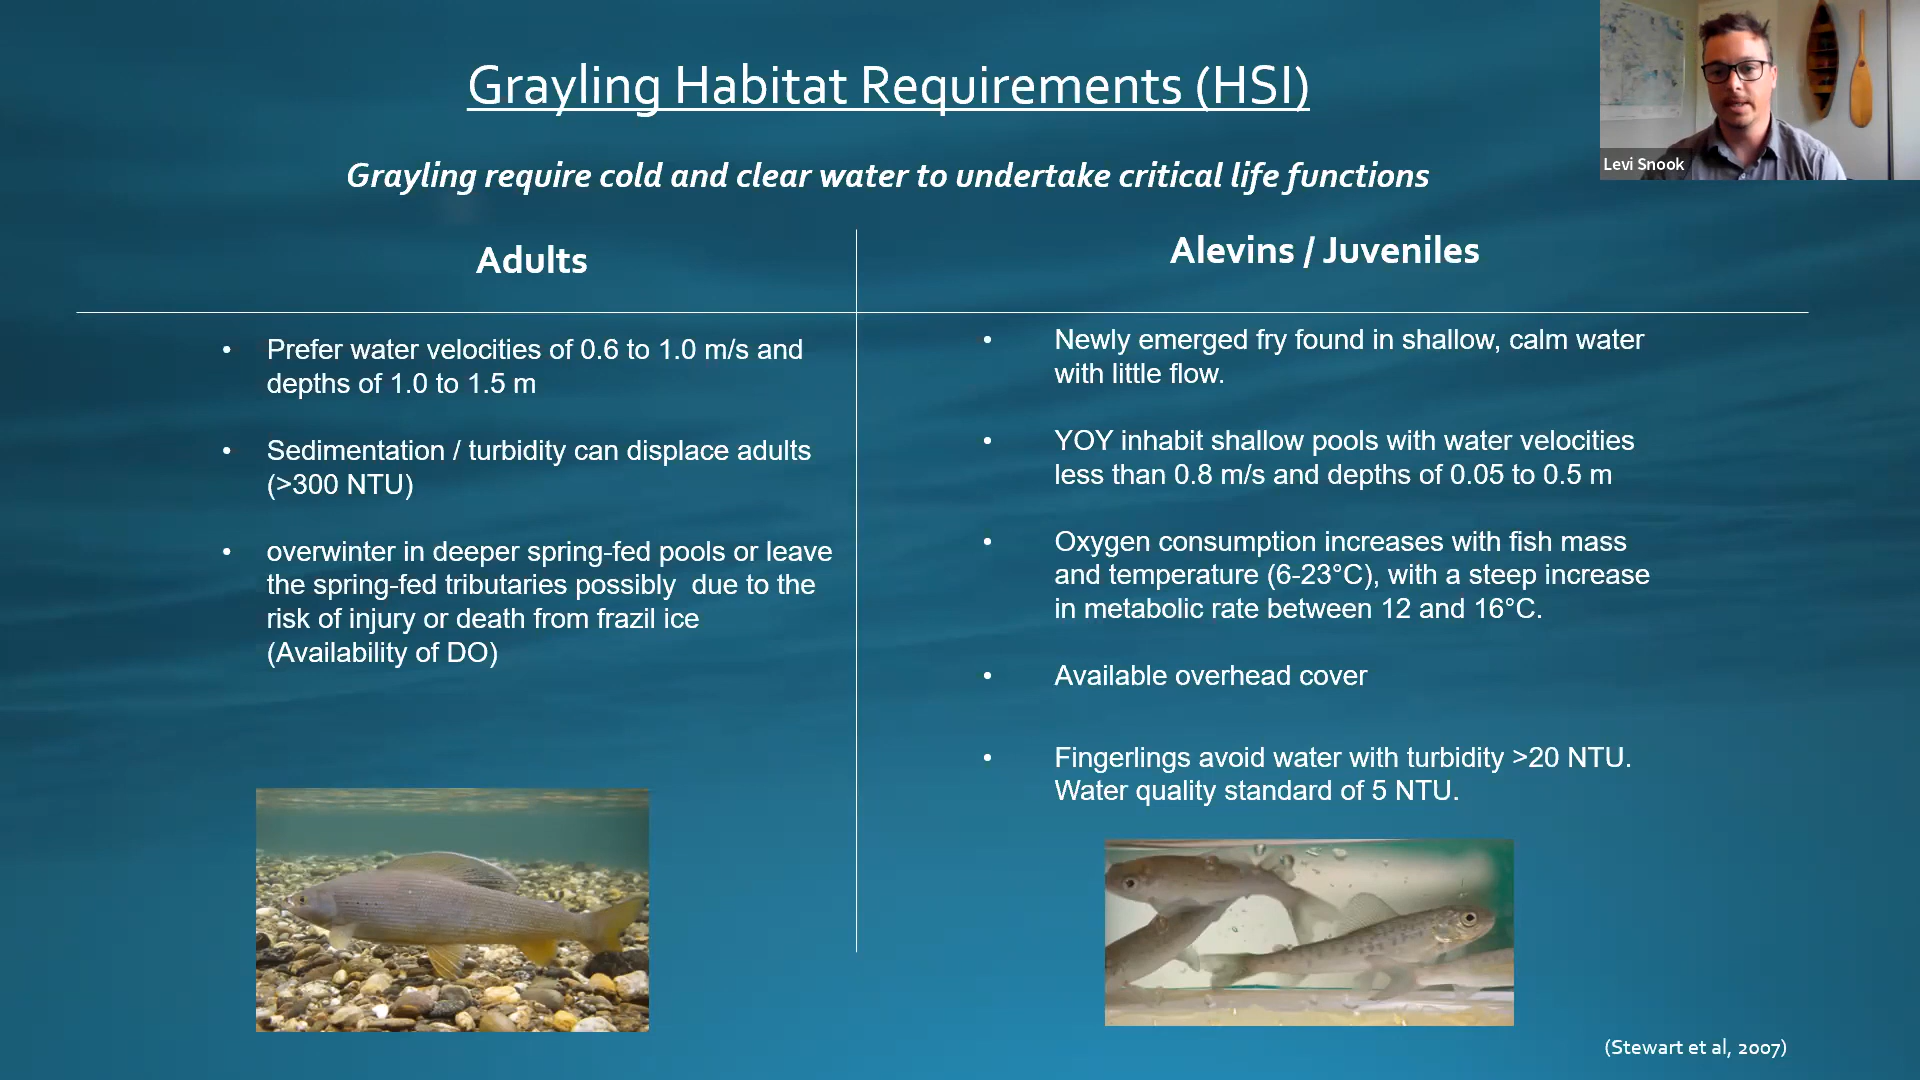 Grayling Habitat Requirements (HSI)
Levi Snook
Grayling require cold and clear water to undertake critical life functions
Adults
• Prefer water velocities of 0.6 to 1.0 m/s and
depths of 1.0 to 1.5 m
• Sedimentation / turbidity can displace adults
(>300 NTU)
• overwinter in deeper spring-fed pools or leave
the spring-fed tributaries possibly  due to the
risk of injury or death from frazil ice
(Availability of DO)
Alevins / Juveniles
• Newly emerged fry found in shallow, calm water
with little flow.
• YOY inhabit shallow pools with water velocities
less than 0.8 m/s and depths of 0.05 to 0.5 m
• Oxygen consumption increases with fish mass
and temperature (6-23°C), with a steep increase
in metabolic rate between 12 and 16°C.
• Available overhead cover
• Fingerlings avoid water with turbidity >20 NTU.
Water quality standard of 5 NTU.
(Stewart et al, 2007)